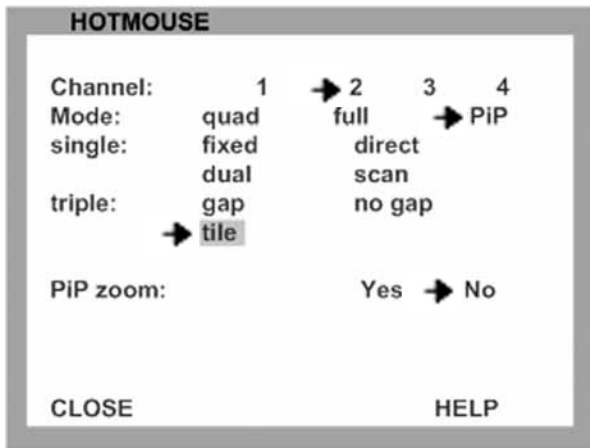 HOTMOUSE
Channel: 1 2 3 4
Mode: quad full PiP
single: fixed direct
dual scan
triple: gap no gap
tile
PiP zoom: Yes No
CLOSE HELP